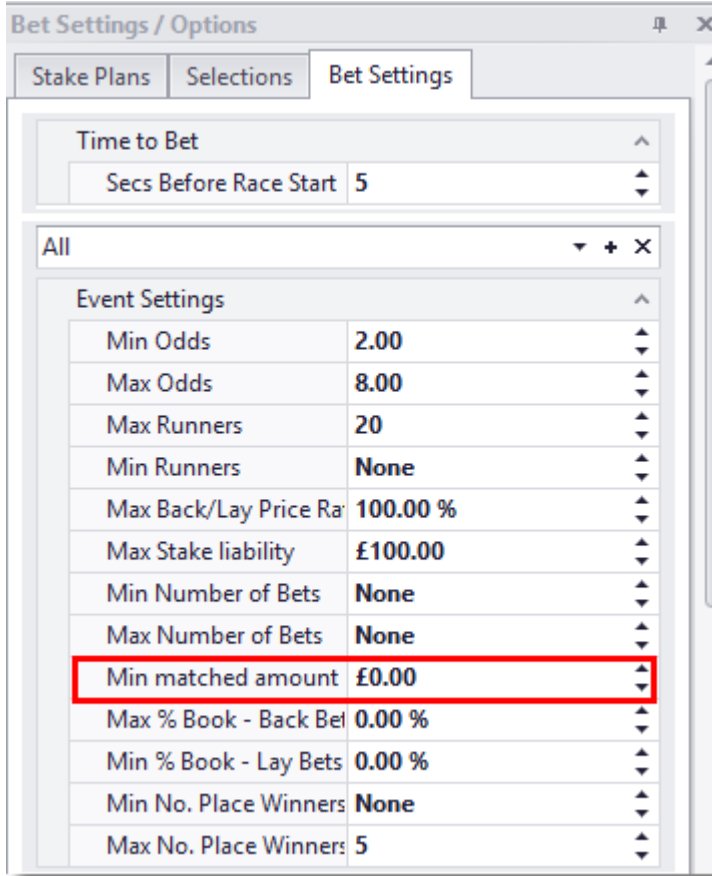 Bet Settings / Options
Stake Plans Selections Bet Settings
Time to Bet
Secs Before Race Start 5
All
Event Settings
Min Odds 2.00
Max Odds 8.00
Max Runners 20
Min Runners None
Max Back/Lay Price Ra 100.00 %
Max Stake liability £100.00
Min Number of Bets None
Max Number of Bets None
Min matched amount £0.00
Max % Book - Back Bet 0.00 %
Min % Book - Lay Bets 0.00 %
Min No. Place Winners None
Max No. Place Winners 5